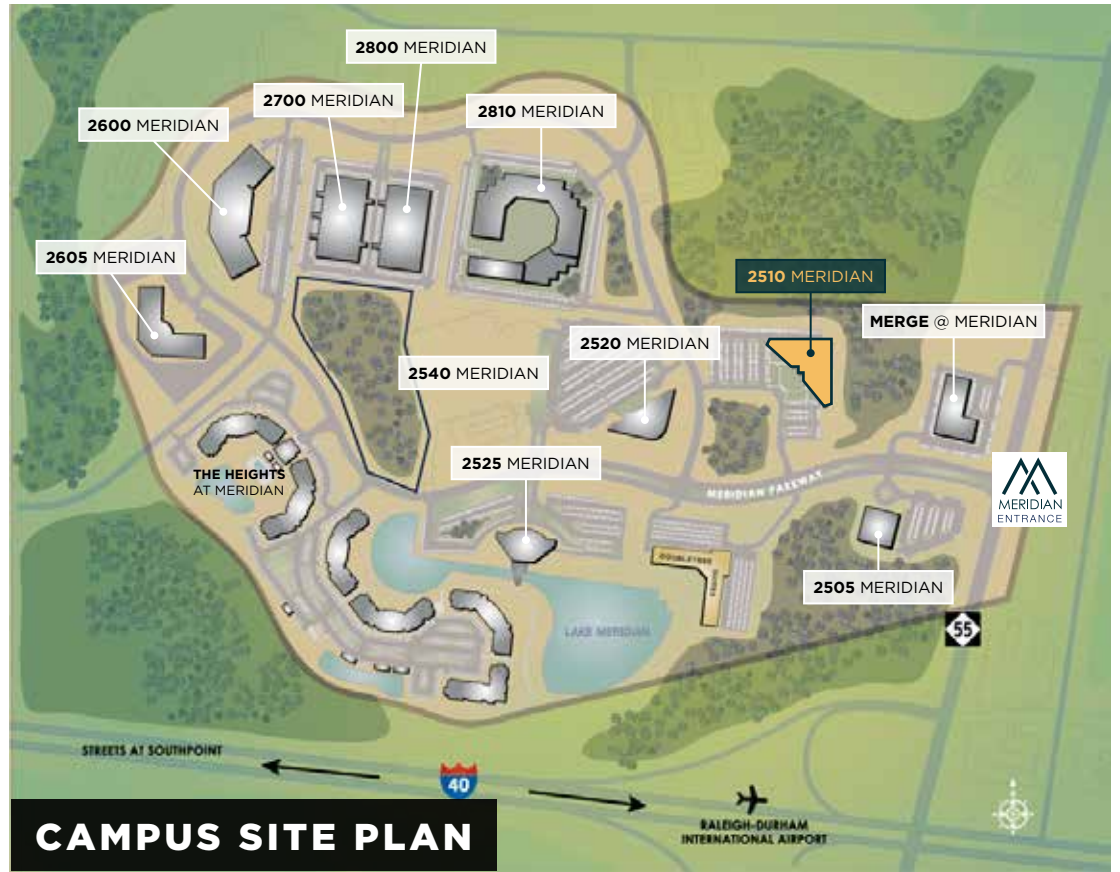 2800 MERIDIAN
2700 MERIDIAN
2810 MERIDIAN
2600 MERIDIAN
2605 MERIDIAN
2510 MERIDIAN
MERGE @ MERIDIAN
2520 MERIDIAN
2540 MERIDIAN
2525 MERIDIAN
THE HEIGHTS
AT MERIDIAN
MERIDIAN PARKWAY
MERIDIAN
ENTRANCE
DOUBLETREE
2505 MERIDIAN
LAKE MERIDIAN
55
STREETS AT SOUTHPOINT
40
RALEIGH-DURHAM
INTERNATIONAL AIRPORT
CAMPUS SITE PLAN